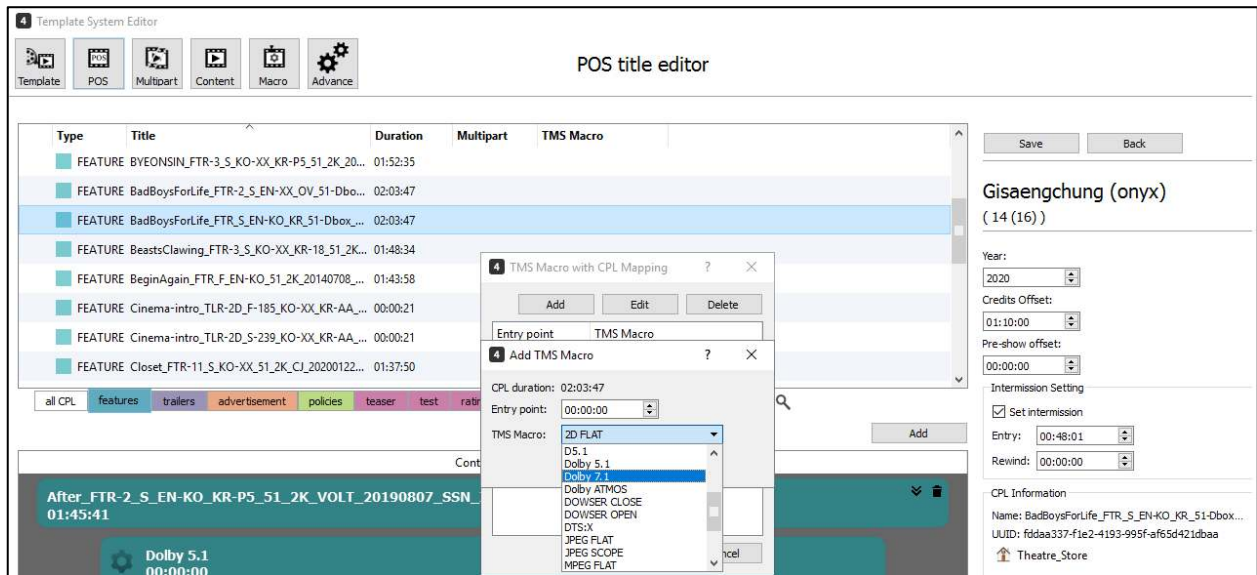 4 Template System Editor
Template POS Multipart Content Macro Advance
POS title editor
Type Title Duration Multipart TMS Macro
FEATURE BYEONSIN_FTR-3_S_KO-XX_KR-P5_51_2K_20... 01:52:35
FEATURE BadBoysForLife_FTR-2_S_EN-XX_OV_51-Dbo... 02:03:47
FEATURE BadBoysForLife_FTR_S_EN-KO_KR_51-Dbox_... 02:03:47
FEATURE BeastsClawing_FTR-3_S_KO-XX_KR-18_51_2K... 01:48:34
FEATURE BeginAgain_FTR_F_EN-KO_51_2K_20140708_... 01:43:58
FEATURE Cinema-intro_TLR-2D_F-185_KO-XX_KR-AA_... 00:00:21
FEATURE Cinema-intro_TLR-2D_S-239_KO-XX_KR-AA_... 00:00:21
FEATURE Closet_FTR-11_S_KO-XX_51_2K_CJ_20200122... 01:37:50
all CPL features trailers advertisement policies teaser test ratin
Add
Cont
After_FTR-2_S_EN-KO_KR-P5_51_2K_VOLT_20190807_SSN_
01:45:41
Dolby 5.1
00:00:00
4 TMS Macro with CPL Mapping ?
Add Edit Delete
Entry point TMS Macro
4 Add TMS Macro ?
CPL duration: 02:03:47
Entry point: 00:00:00
TMS Macro: 2D FLAT
D5.1
Dolby 5.1
Dolby 7.1
Dolby ATMOS
DOWSER CLOSE
DOWSER OPEN
DTS:X
JPEG FLAT
JPEG SCOPE
MPEG FLAT
ncel
Save Back
Gisaengchung (onyx)
( 14 (16) )
Year:
2020
Credits Offset:
01:10:00
Pre-show offset:
00:00:00
Intermission Setting
Set intermission
Entry: 00:48:01
Rewind: 00:00:00
CPL Information
Name: BadBoysForLife_FTR_S_EN-KO_KR_51-Dbox...
UUID: fddaa337-f1e2-4193-995f-af65d421dbaa
Theatre_Store